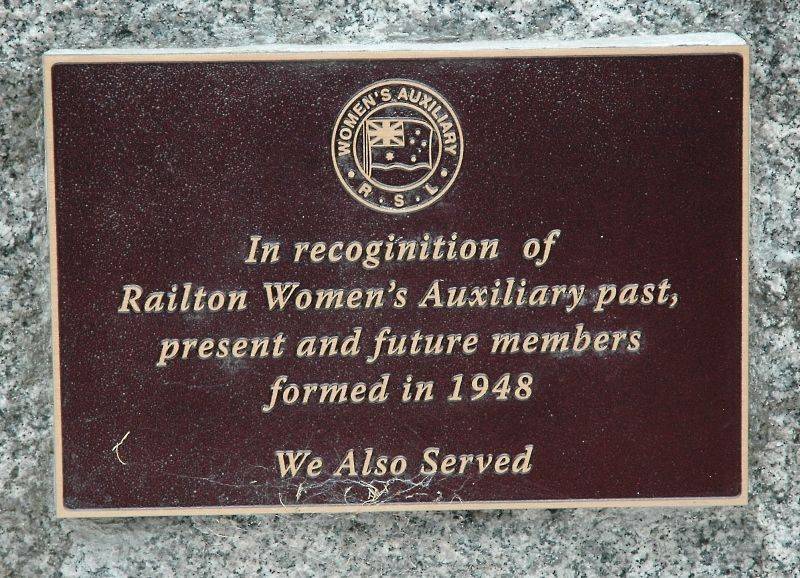 WOMEN'S AUXILIARY
R.S.L
In recoginition of
Railton Women's Auxiliary past,
present and future members
formed in 1948
We Also Served